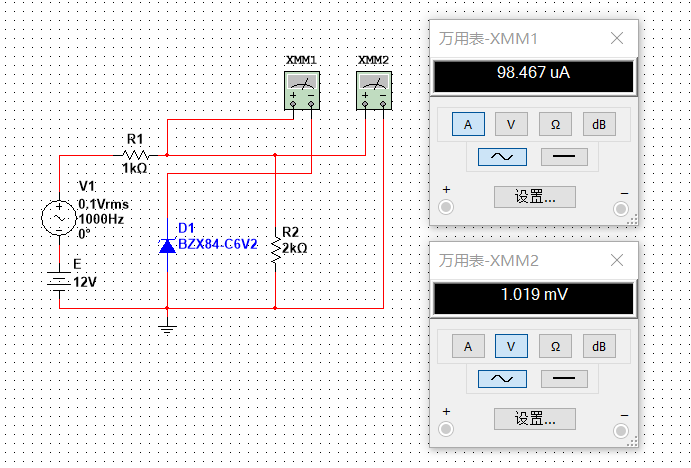 XMM1
XMM2
R1
1kΩ
V1
0.1Vrms
1000Hz
0°
E
12V
D1
BZX84-C6V2
R2
2kΩ
万用表-XMM1
98.467 uA
A V Ω dB
+ 设置... −
万用表-XMM2
1.019 mV
A V Ω dB
+ 设置... −